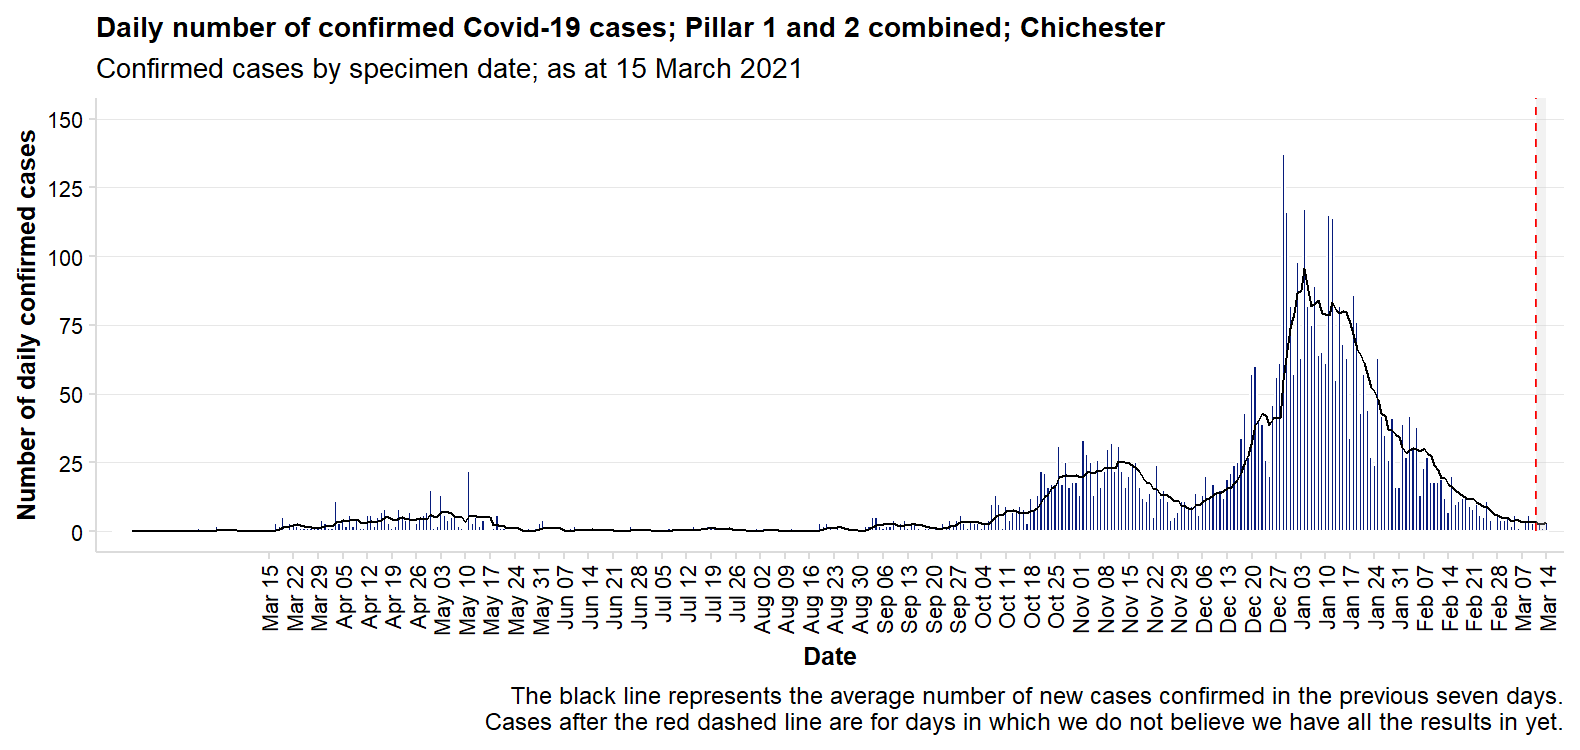 Daily number of confirmed Covid-19 cases; Pillar 1 and 2 combined; Chichester
Confirmed cases by specimen date; as at 15 March 2021
Number of daily confirmed cases
150
125
100
75
50
25
0
Mar 15
Mar 22
Mar 29
Apr 05
Apr 12
Apr 19
Apr 26
May 03
May 10
May 17
May 24
May 31
Jun 07
Jun 14
Jun 21
Jun 28
Jul 05
Jul 12
Jul 19
Jul 26
Aug 02
Aug 09
Aug 16
Aug 23
Aug 30
Sep 06
Sep 13
Sep 20
Sep 27
Oct 04
Oct 11
Oct 18
Oct 25
Nov 01
Nov 08
Nov 15
Nov 22
Nov 29
Dec 06
Dec 13
Dec 20
Dec 27
Jan 03
Jan 10
Jan 17
Jan 24
Jan 31
Feb 07
Feb 14
Feb 21
Feb 28
Mar 07
Mar 14
Date
The black line represents the average number of new cases confirmed in the previous seven days.
Cases after the red dashed line are for days in which we do not believe we have all the results in yet.